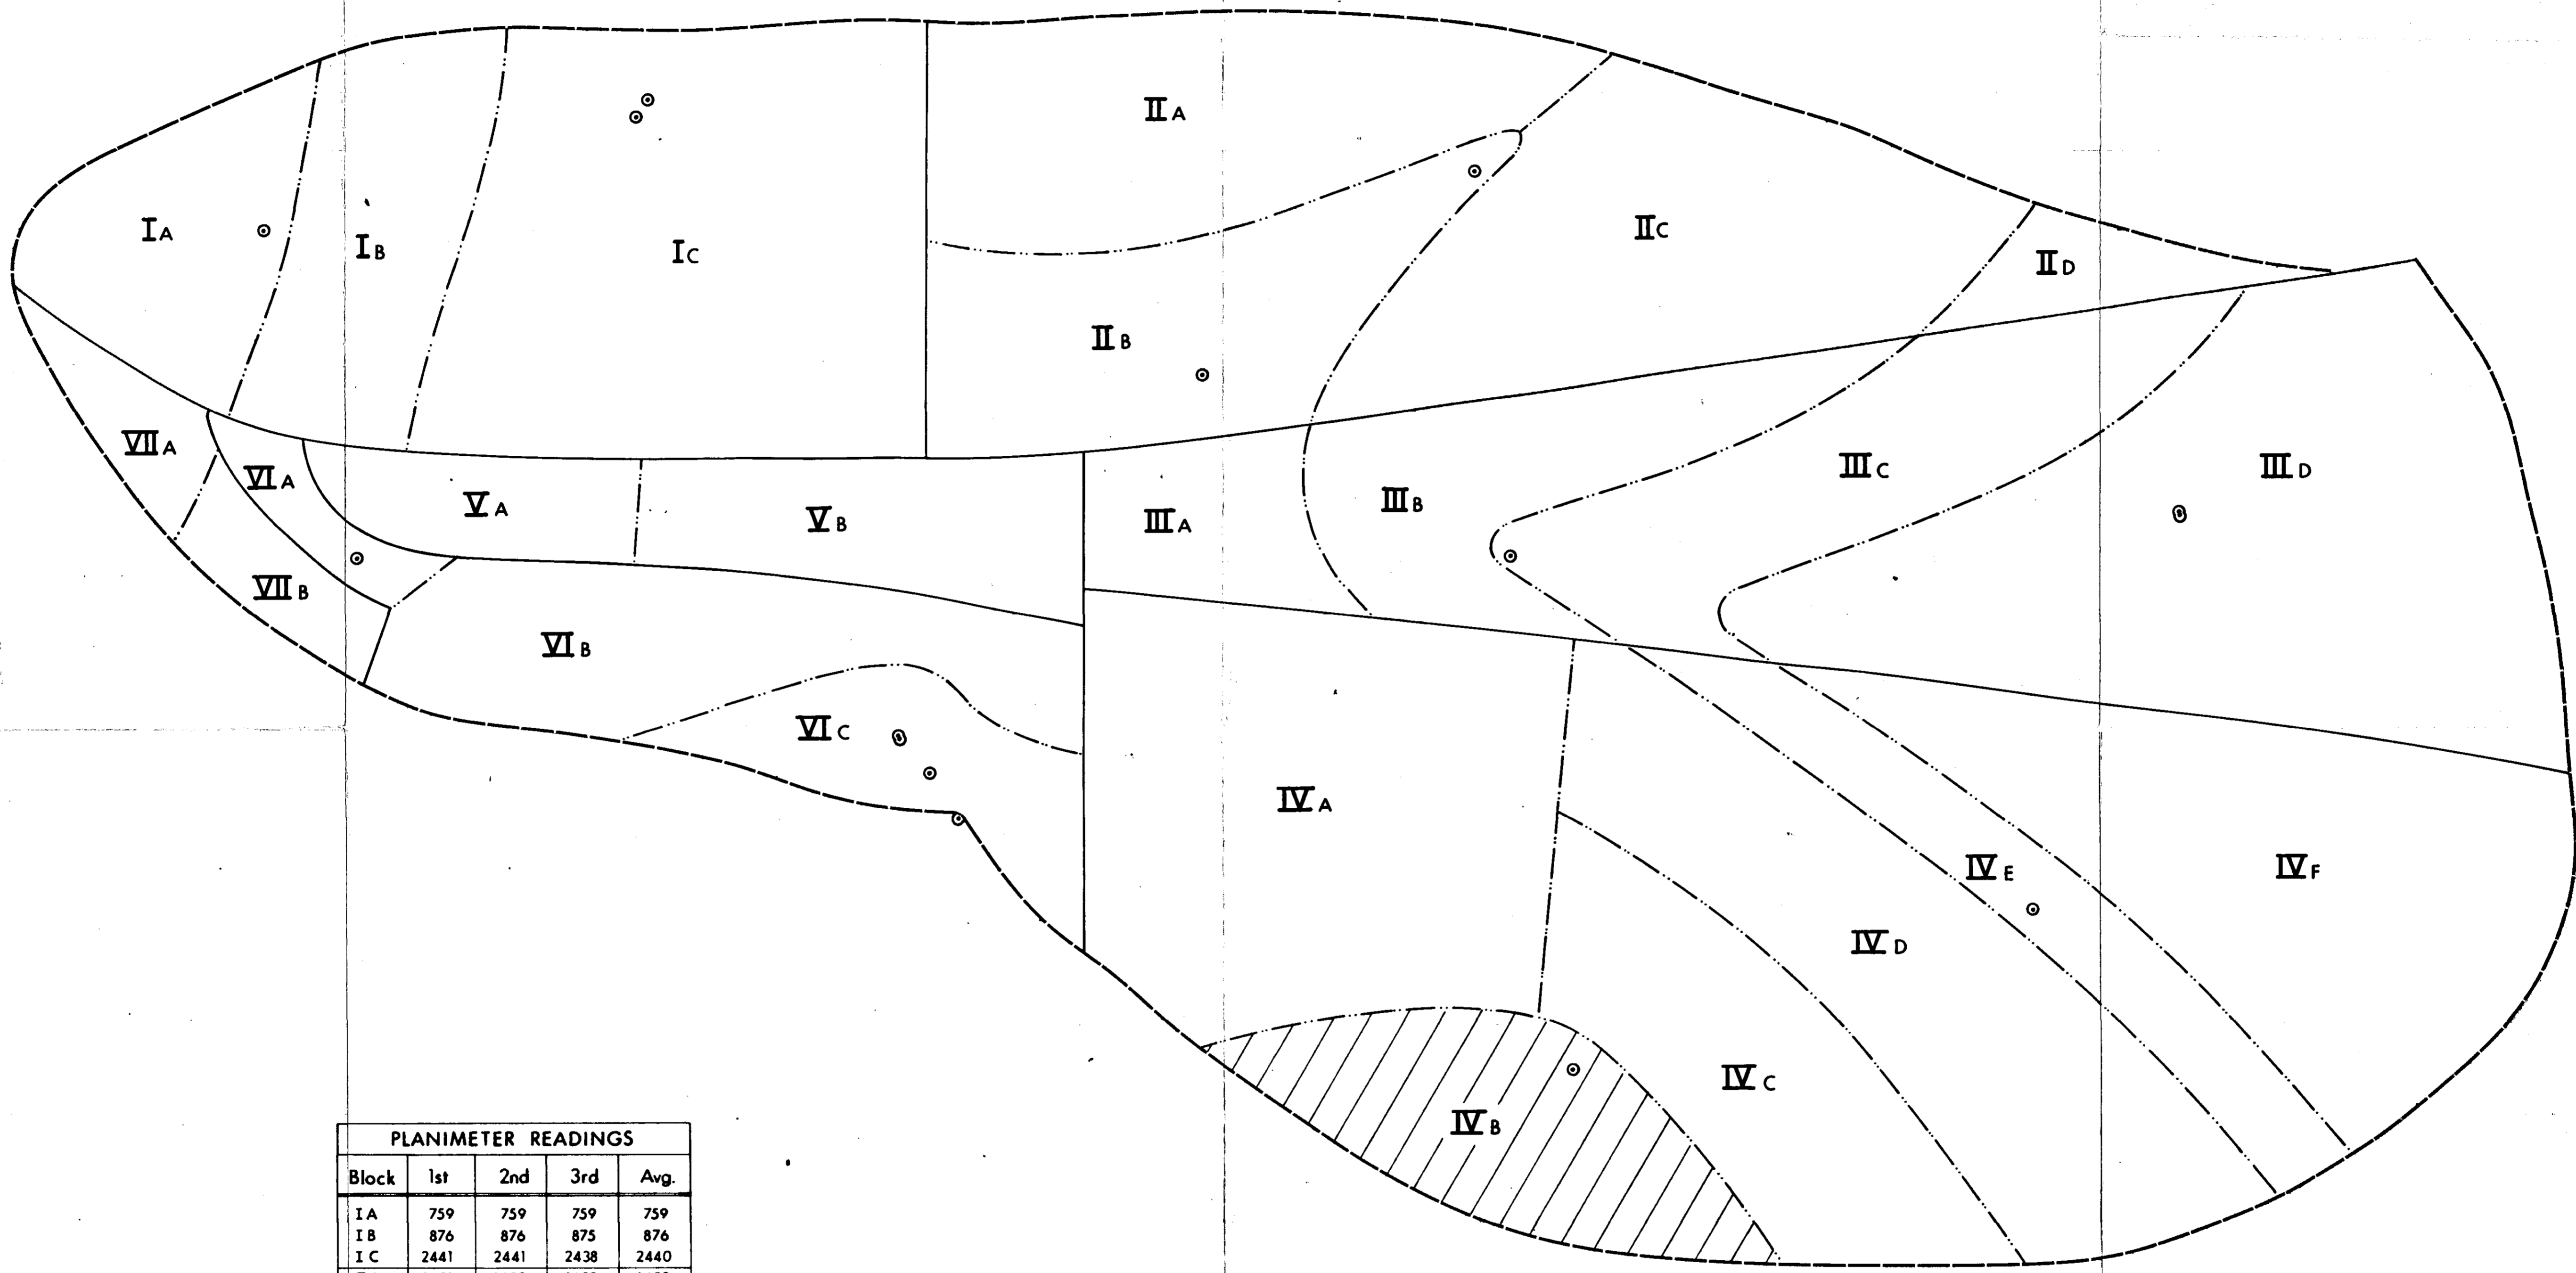 II A
I A
I B
I C
II C
II D
II B
VII A
VI A
V A
V B
III A
III B
III C
III D
VII B
VI B
VI C
IV A
IV E
IV F
IV D
IV C
IV B
PLANIMETER READINGS
Block 1st 2nd 3rd Avg.
I A 759 759 759 759
I B 876 876 875 876
I C 2441 2441 2438 2440